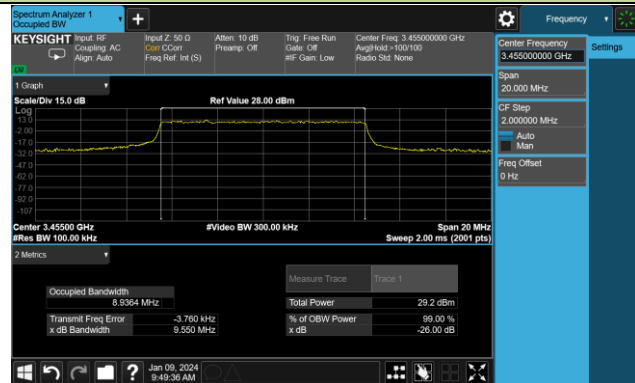 Spectrum Analyzer 1
Occupied BW
+
Frequency
KEYSIGHT
Input: RF
Coupling: AC
Align: Auto
Input Z: 50 Ω
Corr CCorr
Freq Ref: Int (S)
Atten: 10 dB
Preamp: Off
Trig: Free Run
Gate: Off
#IF Gain: Low
Center Freq: 3.455000000 GHz
Avg|Hold:>100/100
Radio Std: None
Center Frequency
3.455000000 GHz
Settings
Span
20.000 MHz
CF Step
2.000000 MHz
Auto
Man
Freq Offset
0 Hz
1 Graph
Scale/Div 15.0 dB
Ref Value 28.00 dBm
Log
13.0
-2.00
-17.0
-32.0
-47.0
-62.0
-77.0
-92.0
-107
Center 3.45500 GHz
#Video BW 300.00 kHz
Span 20 MHz
#Res BW 100.00 kHz
Sweep 2.00 ms (2001 pts)
2 Metrics
Measure Trace
Trace 1
Occupied Bandwidth
8.9364 MHz
Total Power
29.2 dBm
Transmit Freq Error
-3.760 kHz
% of OBW Power
99.00 %
x dB Bandwidth
9.550 MHz
x dB
-26.00 dB
?
Jan 09, 2024
9:49:36 AM